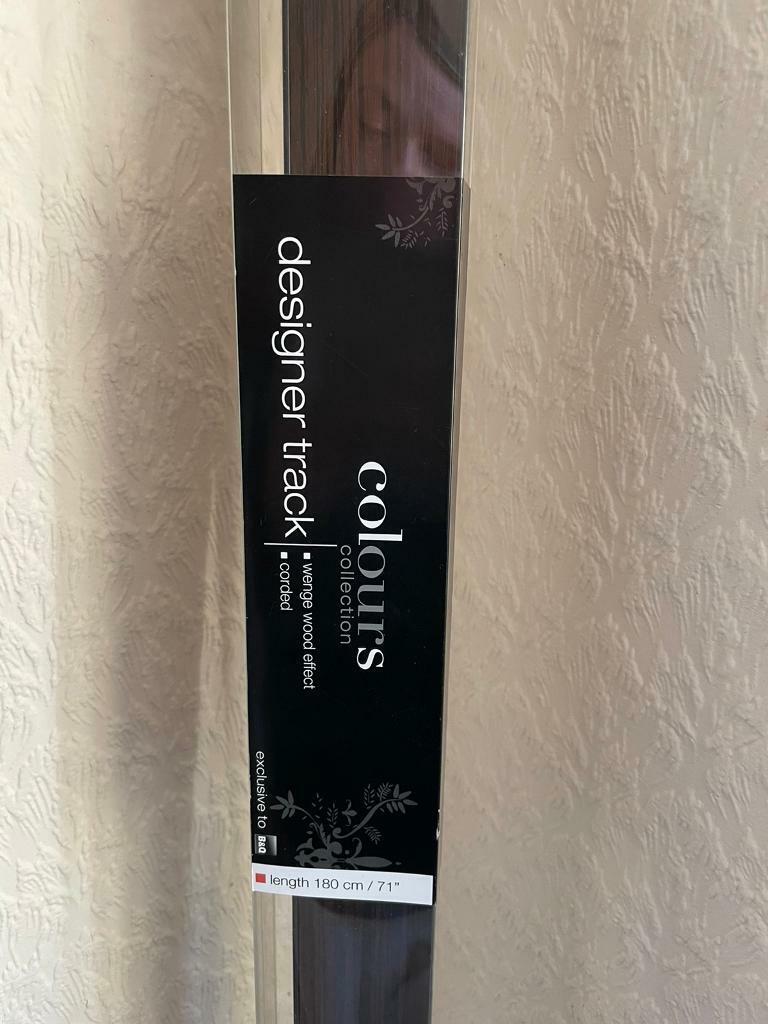 colours
collection
designer track
▪ wenge wood effect
▪ corded
exclusive to B&Q
length 180 cm / 71"